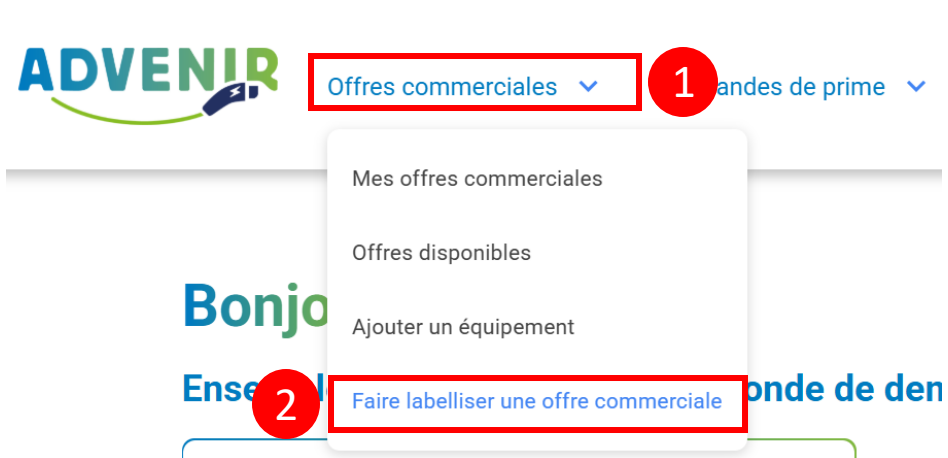 ADVENIR
Offres commerciales
1
andes de prime
Mes offres commerciales
Offres disponibles
Ajouter un équipement
Bonjo
2
Faire labelliser une offre commerciale
onde de den